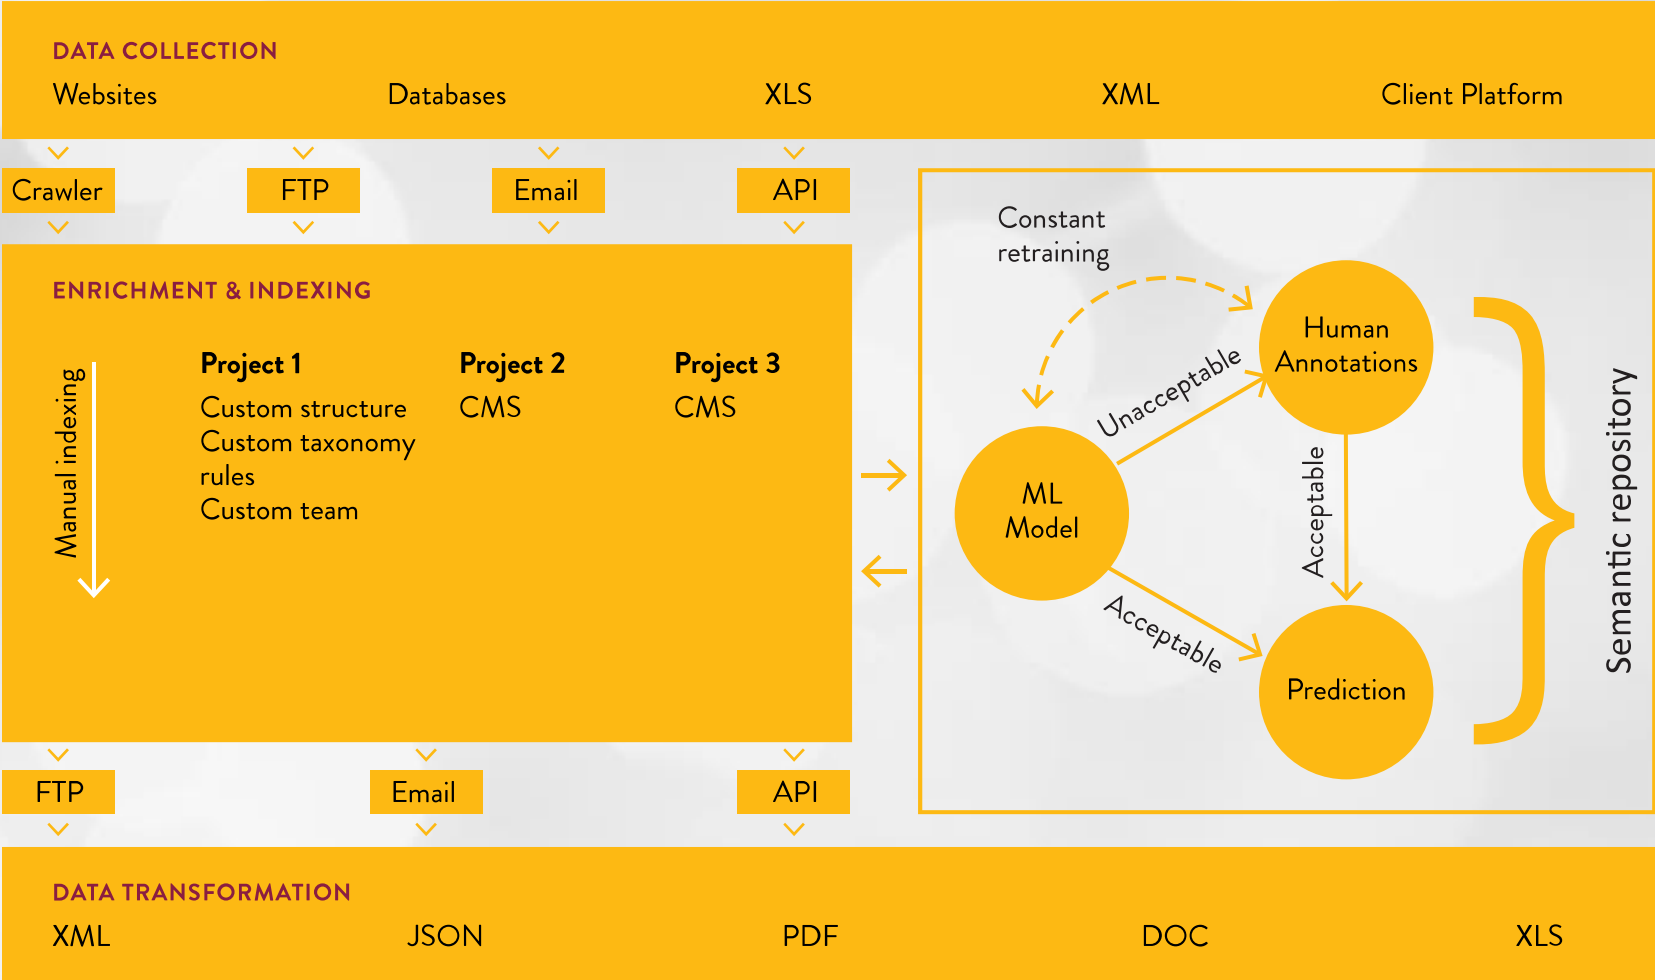 DATA COLLECTION
Websites
Databases
XLS
XML
Client Platform
Crawler
FTP
Email
API
ENRICHMENT & INDEXING
Manual indexing
Project 1
Custom structure
Custom taxonomy
rules
Custom team
Project 2
CMS
Project 3
CMS
Constant
retraining
Human
Annotations
Unacceptable
ML
Model
Acceptable
Acceptable
Prediction
Semantic repository
FTP
Email
API
DATA TRANSFORMATION
XML
JSON
PDF
DOC
XLS